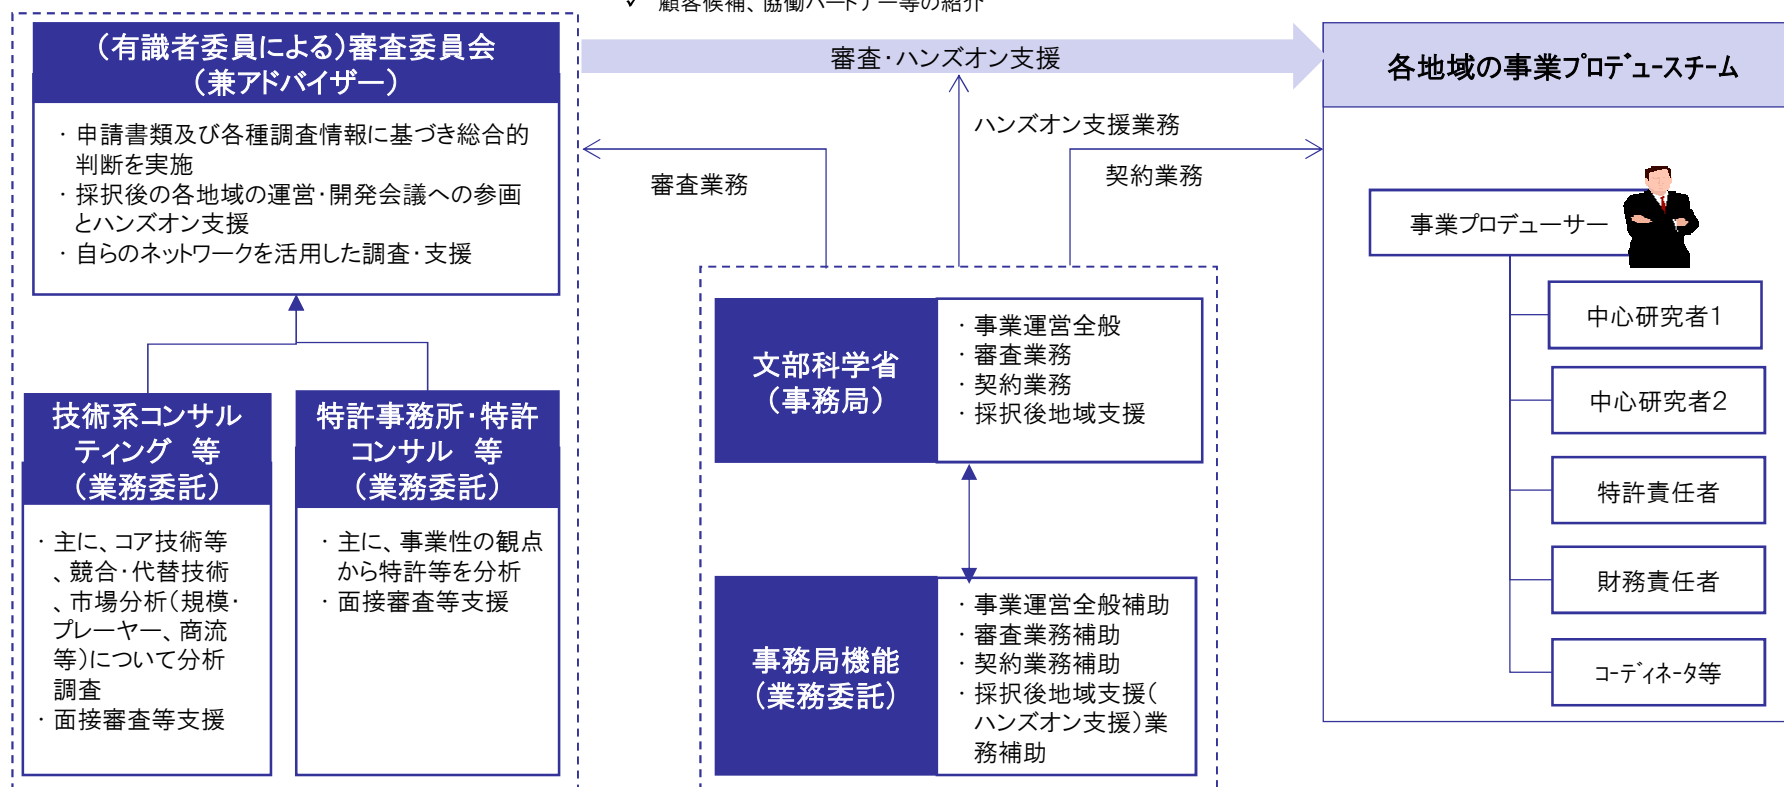 ✓ 顧客候補、協働パートナー等の紹介
（有識者委員による）審査委員会
（兼アドバイザー）
・申請書類及び各種調査情報に基づき総合的
判断を実施
・採択後の各地域の運営・開発会議への参画
とハンズオン支援
・自らのネットワークを活用した調査・支援
技術系コンサル
ティング　等
（業務委託）
・主に、コア技術等
、競合・代替技術
、市場分析（規模・
プレーヤー、商流
等）について分析
調査
・面接審査等支援
特許事務所・特許
コンサル　等
（業務委託）
・主に、事業性の観点
から特許等を分析
・面接審査等支援
審査・ハンズオン支援
ハンズオン支援業務
審査業務
契約業務
文部科学省
（事務局）
・事業運営全般
・審査業務
・契約業務
・採択後地域支援
事務局機能
（業務委託）
・事業運営全般補助
・審査業務補助
・契約業務補助
・採択後地域支援（
ハンズオン支援）業
務補助
各地域の事業ﾌﾟﾛﾃﾞｭｰｽﾁｰﾑ
事業プロデューサー
中心研究者1
中心研究者2
特許責任者
財務責任者
ｺｰﾃﾞｨﾈｰﾀ等